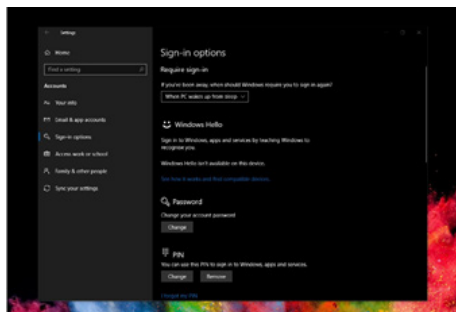 Settings
Home
Find a setting
Accounts
Your info
Email & app accounts
Sign-in options
Access work or school
Family & other people
Sync your settings
Sign-in options
Require sign-in
If you've been away, when should Windows require you to sign in again?
When PC wakes up from sleep
Windows Hello
Sign in to Windows, apps and services by teaching Windows to
recognize you.
Windows Hello isn't available on this device.
See how it works and find compatible devices.
Password
Change your account password
Change
PIN
You can use this PIN to sign in to Windows, apps and services.
Change
Remove
I forgot my PIN